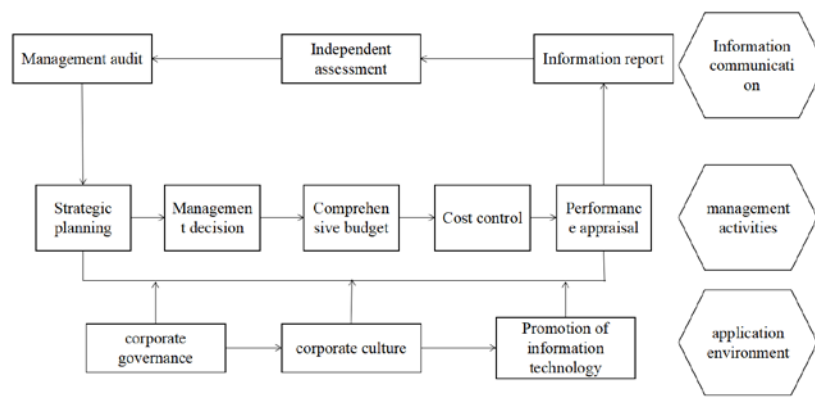 Management audit
Independent
assessment
Information report
Information
communicati
on
Strategic
planning
Managemen
t decision
Comprehen
sive budget
Cost control
Performanc
e appraisal
management
activities
corporate
governance
corporate culture
Promotion of
information
technology
application
environment